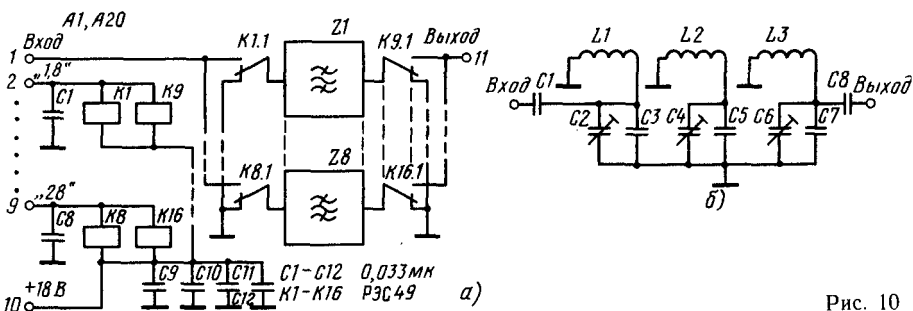 А1, А20
1 Вход
2 „1,8"
C1
K1
K9
K1.1
Z1
K9.1
Выход 11
K8.1
Z8
K16.1
9 „28"
C8
K8
K16
C9
C10
C11
C12
10 +18 В
C1-C12 0,033мк
K1-K16 РЭС49
а)
L1
L2
L3
Вход C1
C2
C3
C4
C5
C6
C7
C8 Выход
б)
Рис. 10